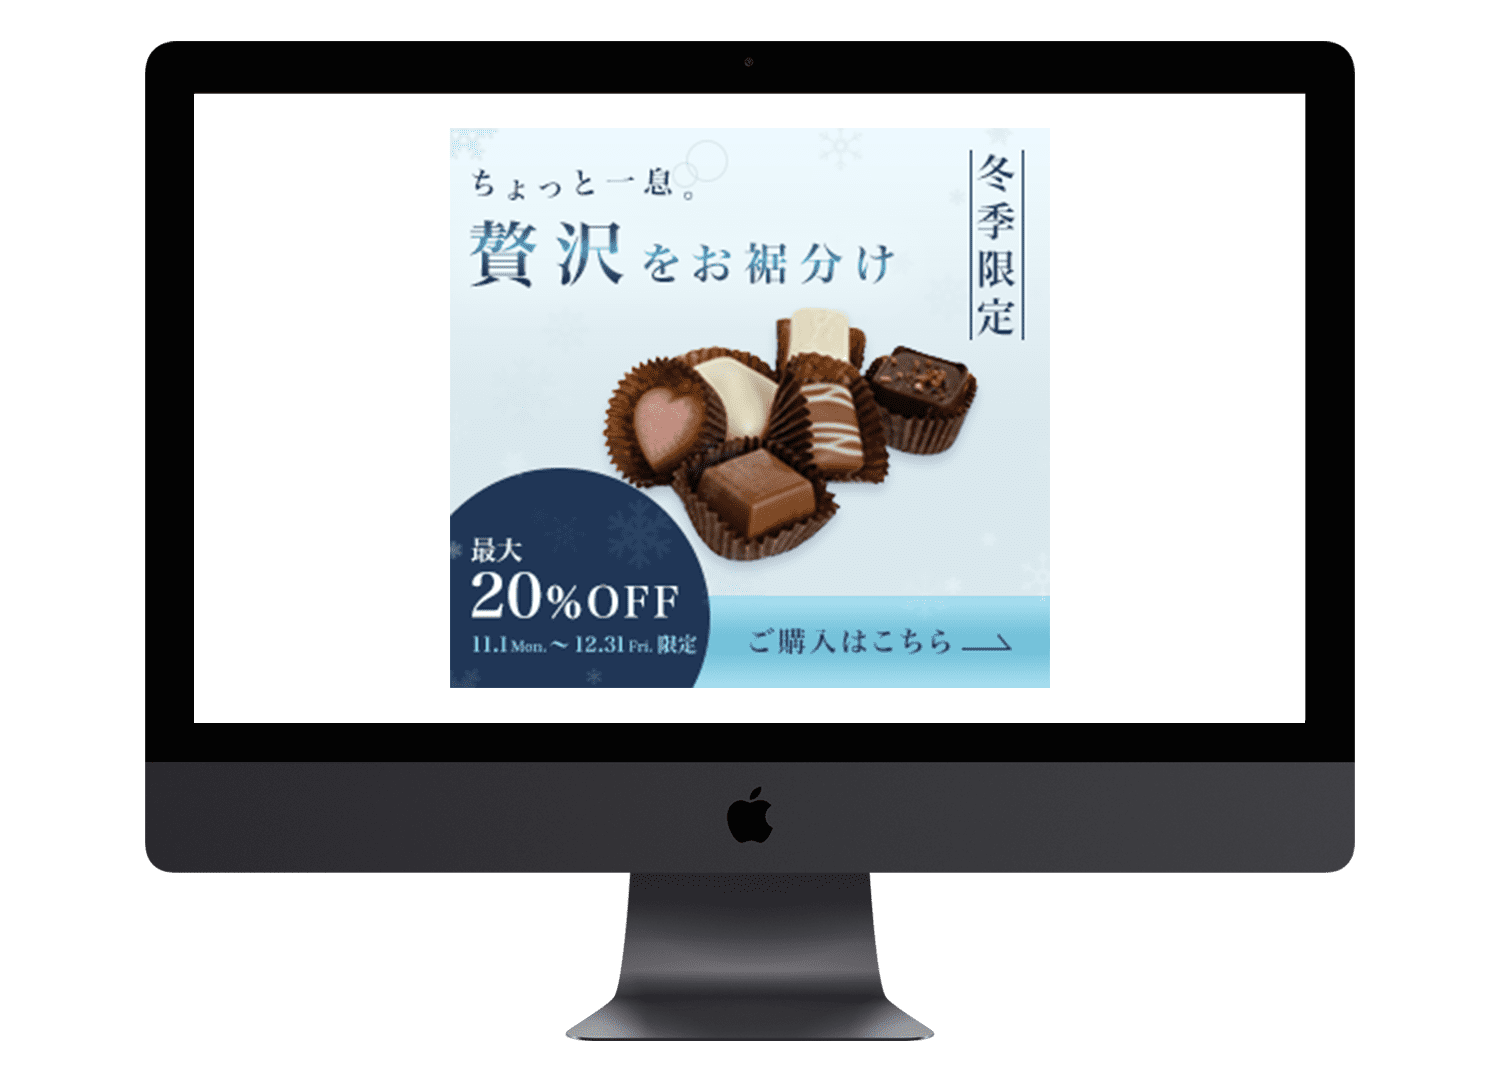 ちょっと一息。
贅沢をお裾分け
冬季限定
最大
20%OFF
11.1 Mon. 〜 12.31 Fri. 限定
ご購入はこちら